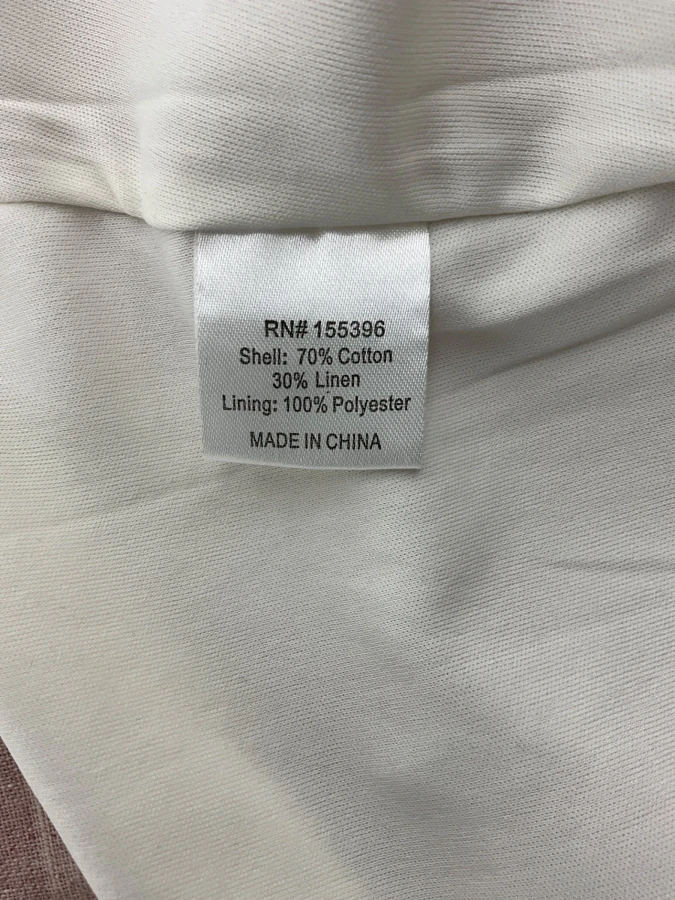 RN# 155396
Shell: 70% Cotton
30% Linen
Lining: 100% Polyester
MADE IN CHINA